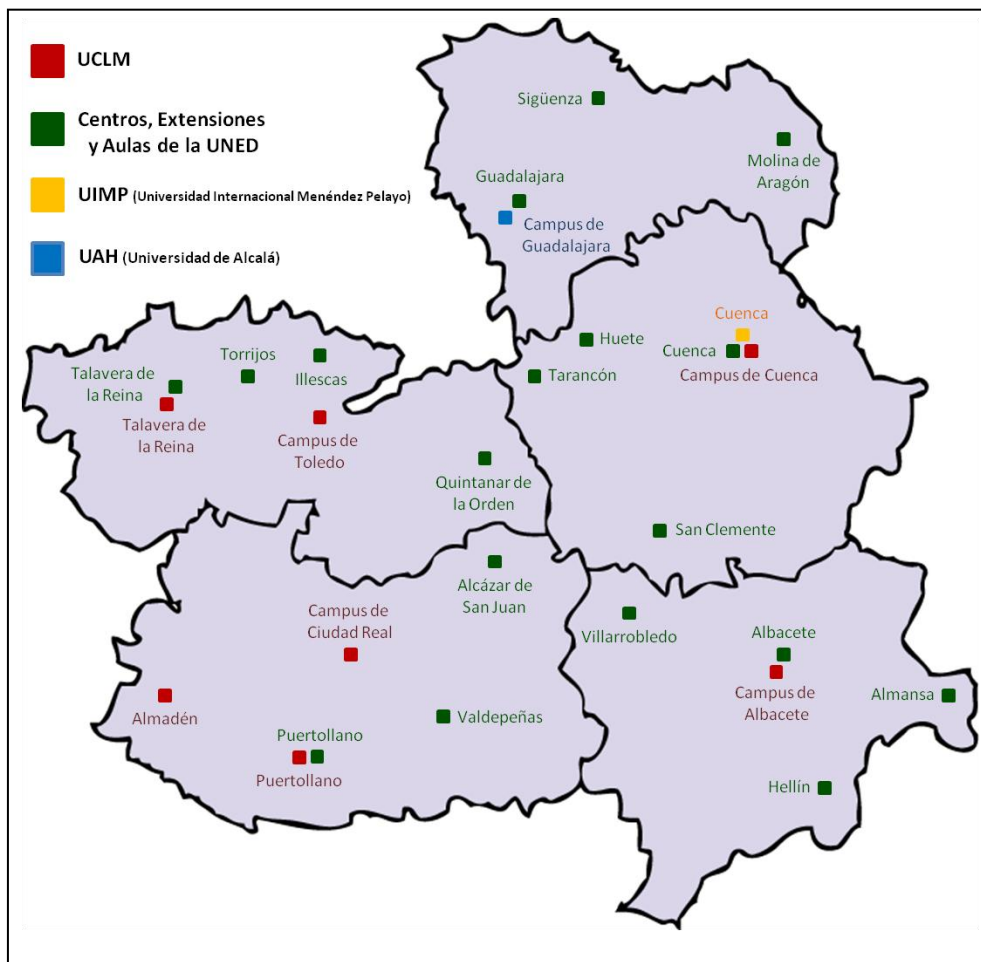 UCLM
Centros, Extensiones
y Aulas de la UNED
UIMP (Universidad Internacional Menéndez Pelayo)
UAH (Universidad de Alcalá)
Sigüenza
Molina de
Aragón
Guadalajara
Campus de
Guadalajara
Cuenca
Huete
Cuenca
Campus de Cuenca
Tarancón
San Clemente
Torrijos
Illescas
Talavera de
la Reina
Talavera de
la Reina
Campus de
Toledo
Quintanar de
la Orden
Alcázar de
San Juan
Campus de
Ciudad Real
Almadén
Valdepeñas
Puertollano
Puertollano
Villarrobledo
Albacete
Campus de
Albacete
Almansa
Hellín